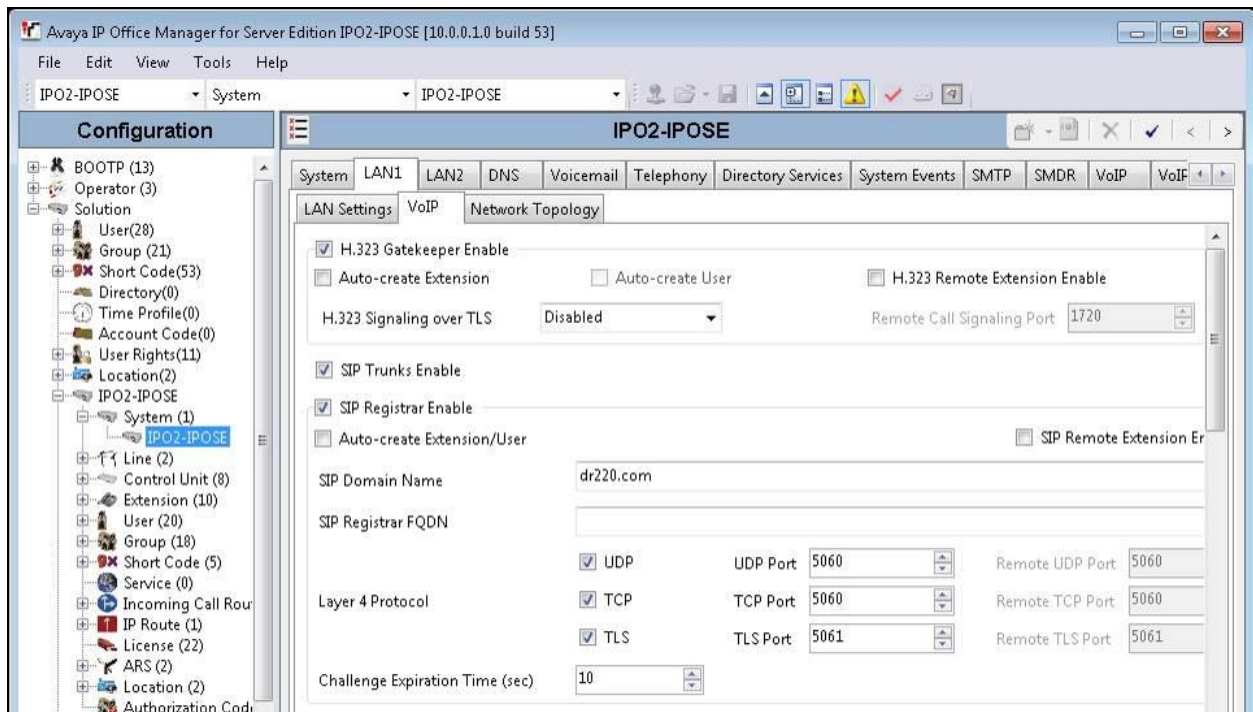 Avaya IP Office Manager for Server Edition IPO2-IPOSE [10.0.0.1.0 build 53]
File Edit View Tools Help
IPO2-IPOSE System IPO2-IPOSE
Configuration
BOOTP (13)
Operator (3)
Solution
User(28)
Group (21)
Short Code(53)
Directory(0)
Time Profile(0)
Account Code(0)
User Rights(11)
Location(2)
IPO2-IPOSE
System (1)
IPO2-IPOSE
Line (2)
Control Unit (8)
Extension (10)
User (20)
Group (18)
Short Code (5)
Service (0)
Incoming Call Rou
IP Route (1)
License (22)
ARS (2)
Location (2)
Authorization Cod
IPO2-IPOSE
System LAN1 LAN2 DNS Voicemail Telephony Directory Services System Events SMTP SMDR VoIP VoIF
LAN Settings VoIP Network Topology
H.323 Gatekeeper Enable
Auto-create Extension Auto-create User H.323 Remote Extension Enable
H.323 Signaling over TLS Disabled Remote Call Signaling Port 1720
SIP Trunks Enable
SIP Registrar Enable
Auto-create Extension/User SIP Remote Extension Er
SIP Domain Name dr220.com
SIP Registrar FQDN
UDP UDP Port 5060 Remote UDP Port 5060
Layer 4 Protocol TCP TCP Port 5060 Remote TCP Port 5060
TLS TLS Port 5061 Remote TLS Port 5061
Challenge Expiration Time (sec) 10